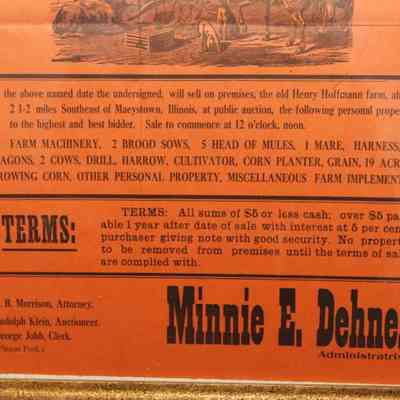 the above named date the undersigned, will sell on premises, the old Henry Hoffmann farm,
2 1-2 miles Southeast of Maeystown, Illinois, at public auction, the following personal prope
to the highest and best bidder. Sale to commence at 12 o'clock, noon.
FARM MACHINERY, 2 BROOD SOWS, 5 HEAD OF MULES, 1 MARE, HARNESS,
AGONS, 2 COWS, DRILL, HARROW, CULTIVATOR, CORN PLANTER, GRAIN, 19 ACR
ROWING CORN, OTHER PERSONAL PROPERTY, MISCELLANEOUS FARM IMPLEMENT
TERMS:
TERMS: All sums of $5 or less cash; over $5 pa
able 1 year after date of sale with interest at 5 per cen
purchaser giving note with good security. No propert
to be removed from premises until the terms of sal
are complied with.
B. Morrison, Attorney.
udolph Klein, Auctioneer.
eorge Jobb, Clerk.
Minnie E. Dehne
Administratri